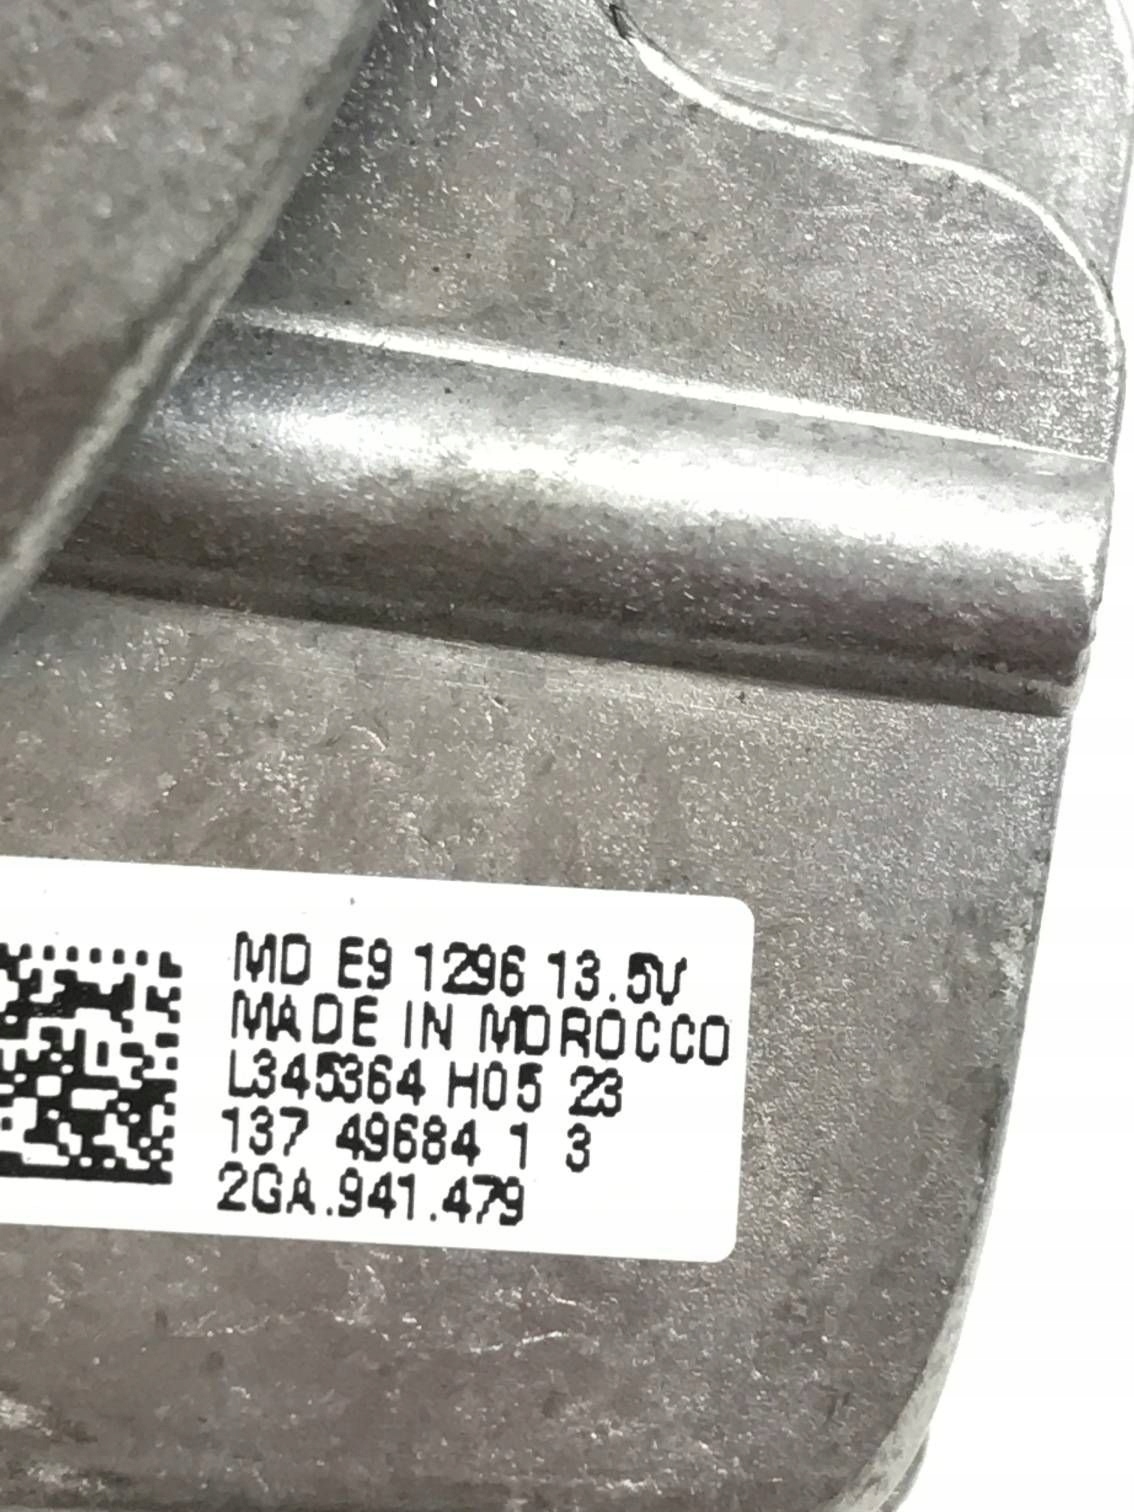 MD E9 1296 13.5V
MADE IN MOROCCO
L345364 H05 23
137 49684 1 3
2GA.941.479